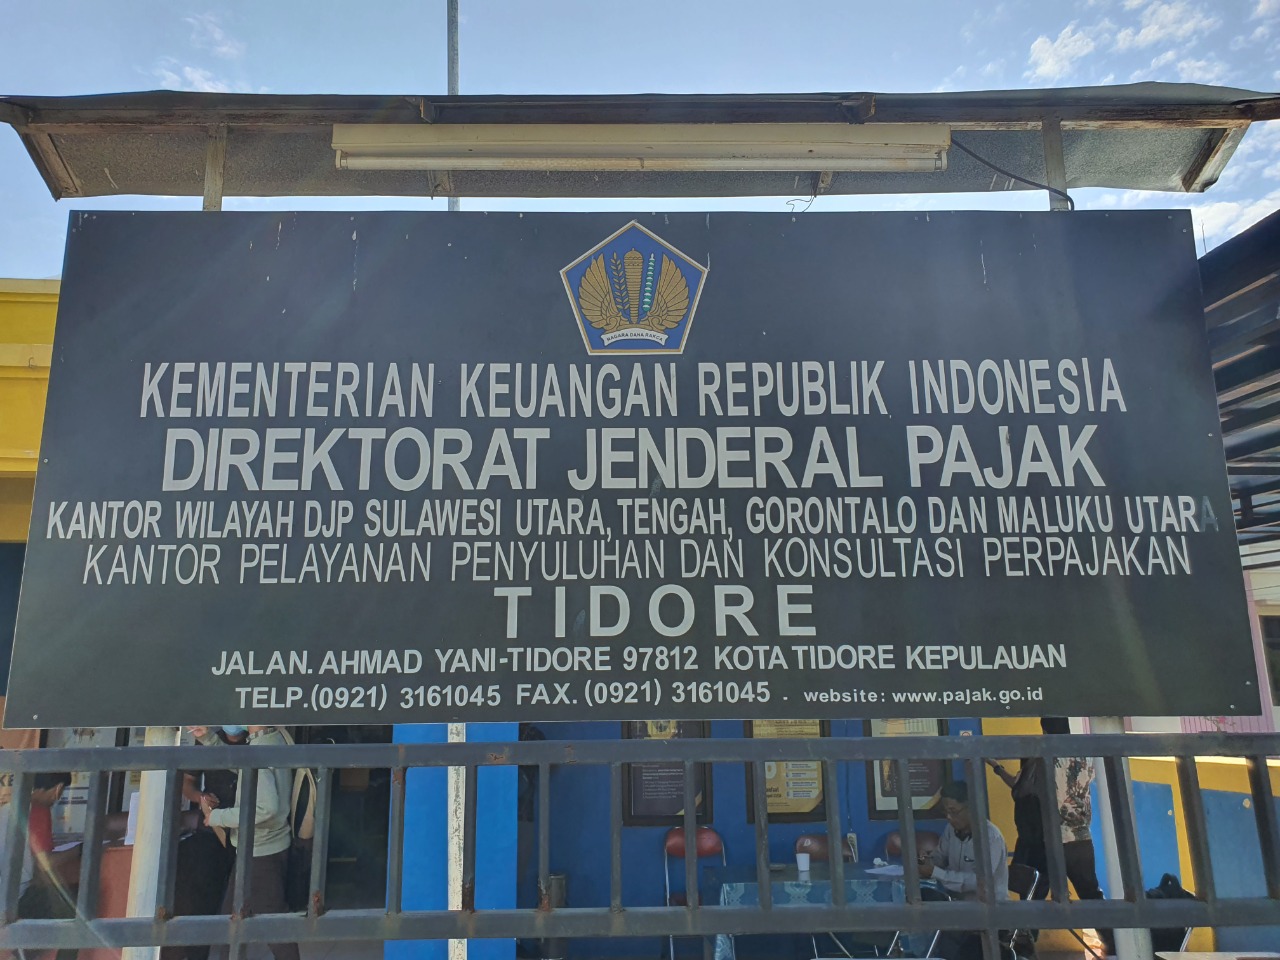 NAGARA DANA RAKCA
KEMENTERIAN KEUANGAN REPUBLIK INDONESIA
DIREKTORAT JENDERAL PAJAK
KANTOR WILAYAH DJP SULAWESI UTARA, TENGAH, GORONTALO DAN MALUKU UTARA
KANTOR PELAYANAN PENYULUHAN DAN KONSULTASI PERPAJAKAN
TIDORE
JALAN. AHMAD YANI-TIDORE 97812 KOTA TIDORE KEPULAUAN
TELP.(0921) 3161045 FAX. (0921) 3161045 - website: www.pajak.go.id